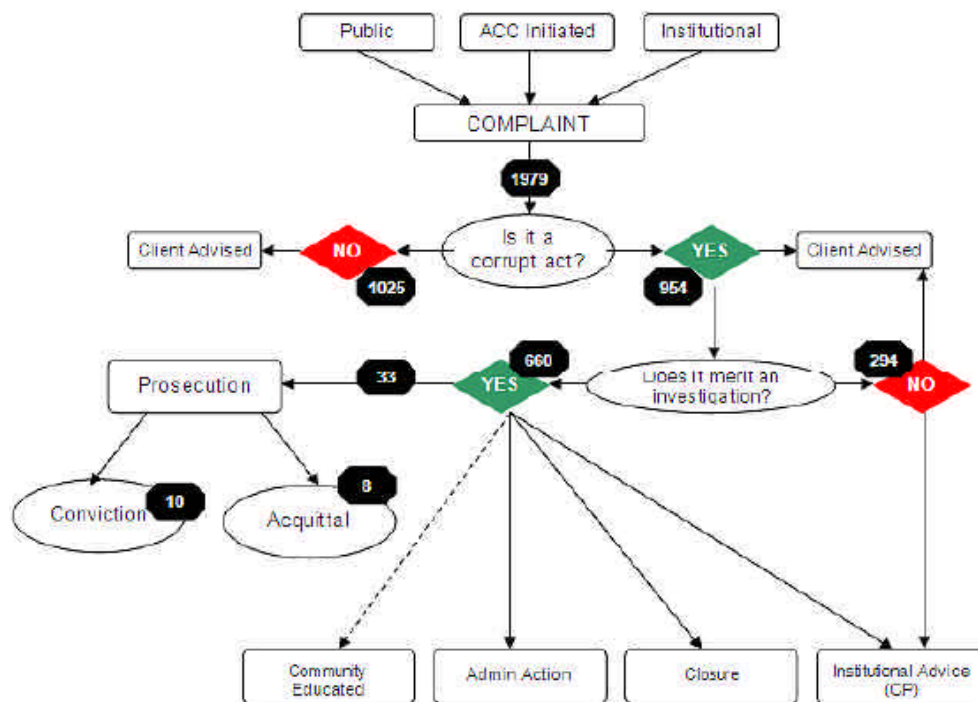 Public
ACC Initiated
Institutional
COMPLAINT
1979
Is it a
corrupt act?
Client Advised
NO
YES
Client Advised
1025
954
660
294
Does it merit an
investigation?
Prosecution
33
YES
NO
10
8
Conviction
Acquittal
Community
Educated
Admin Action
Closure
Institutional Advice
(CP)